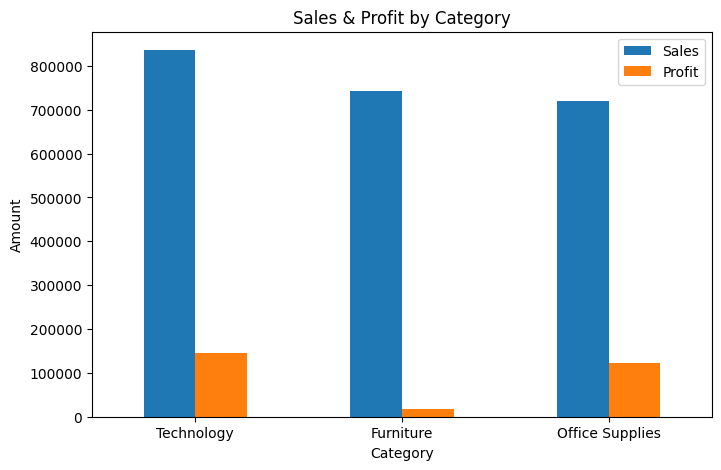 Sales & Profit by Category
Sales
Profit
Amount
800000
700000
600000
500000
400000
300000
200000
100000
0
Technology
Furniture
Office Supplies
Category